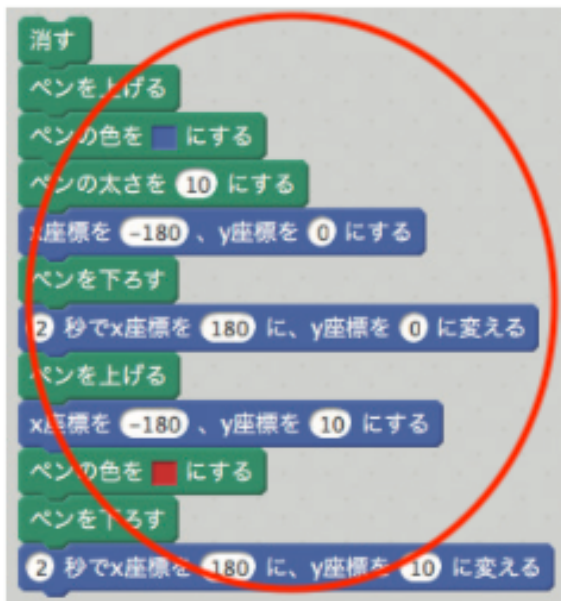 消す
ペンを上げる
ペンの色を にする
ペンの太さを 10 にする
x座標を -180 、y座標を 0 にする
ペンを下ろす
2 秒でx座標を 180 に、y座標を 0 に変える
ペンを上げる
x座標を -180 、y座標を 10 にする
ペンの色を にする
ペンを下ろす
2 秒でx座標を 180 に、y座標を 10 に変える